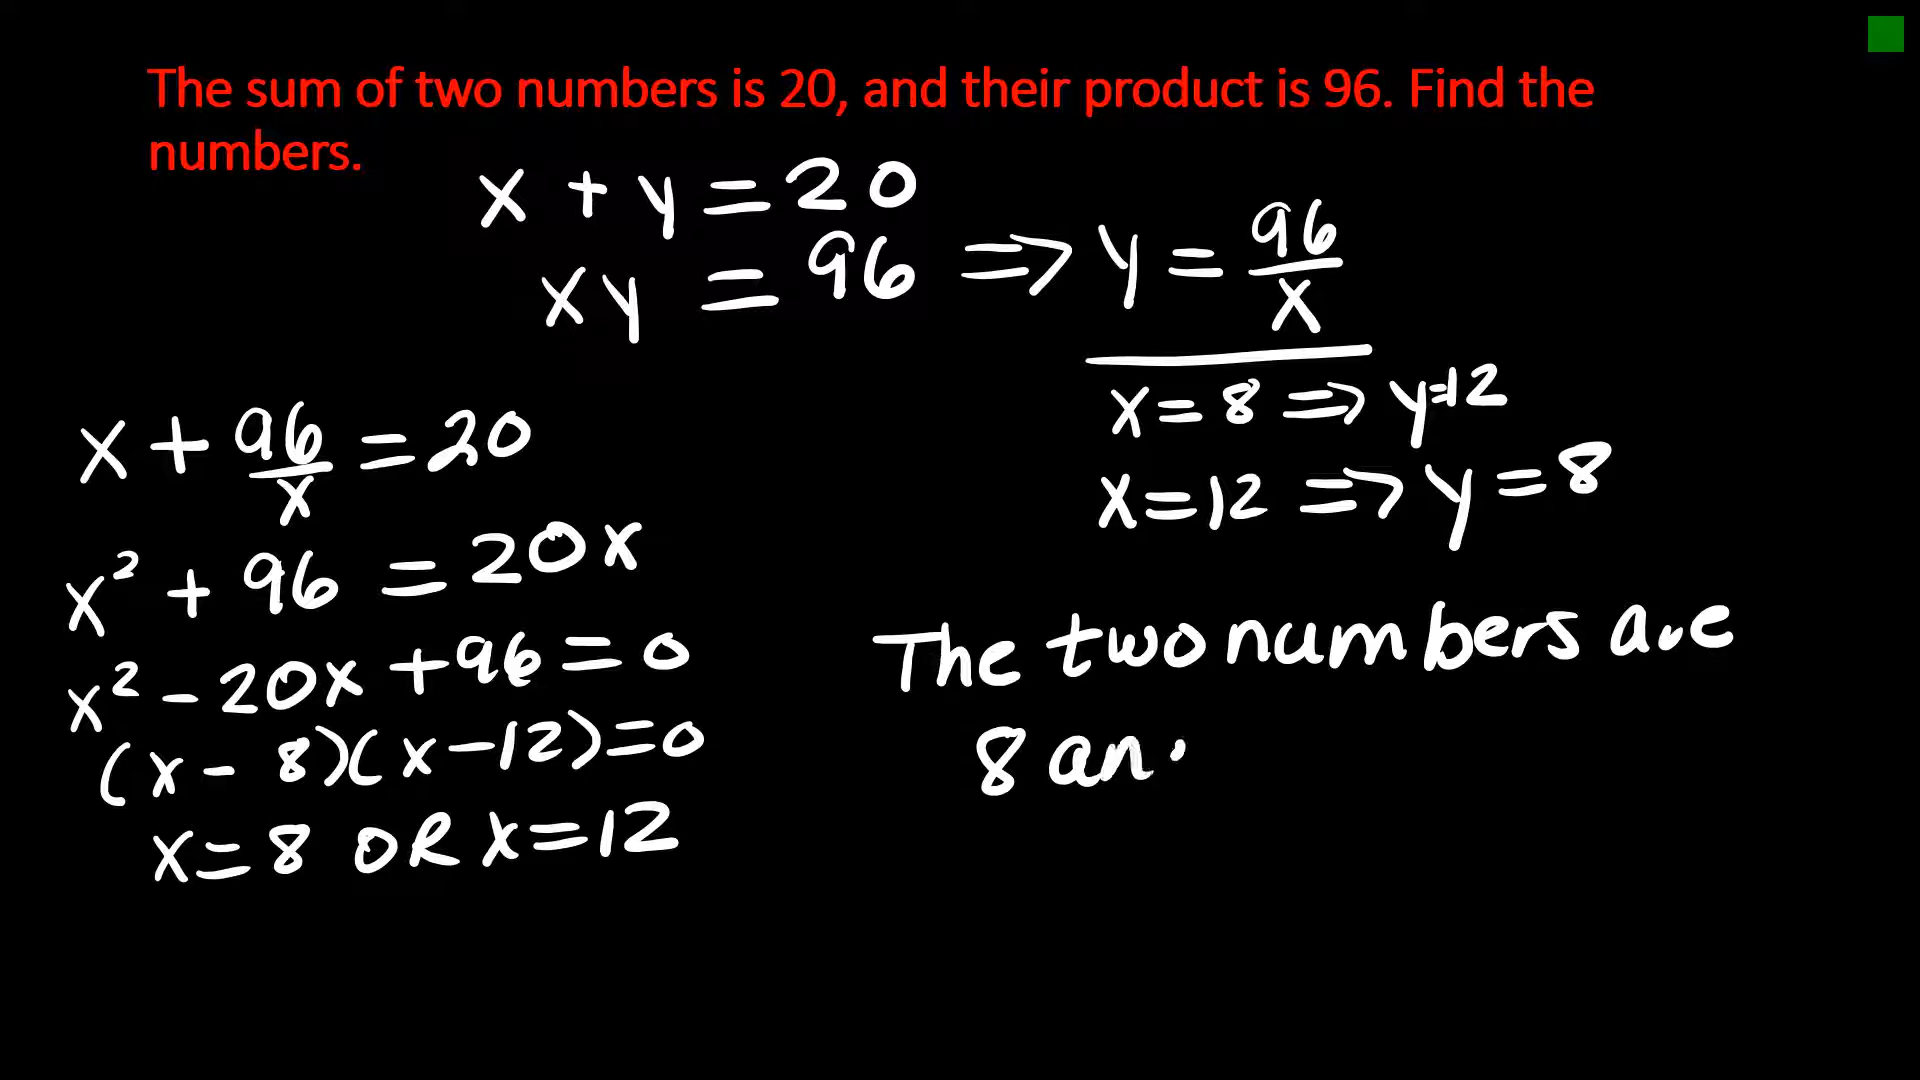 The sum of two numbers is 20, and their product is 96. Find the
numbers.
x + y = 20
xy = 96 ⇒ y = 96/x
x + 96/x = 20
x² + 96 = 20x
x² - 20x + 96 = 0
(x - 8)(x - 12) = 0
x = 8 OR x = 12
x = 8 ⇒ y = 12
x = 12 ⇒ y = 8
The two numbers are
8 an